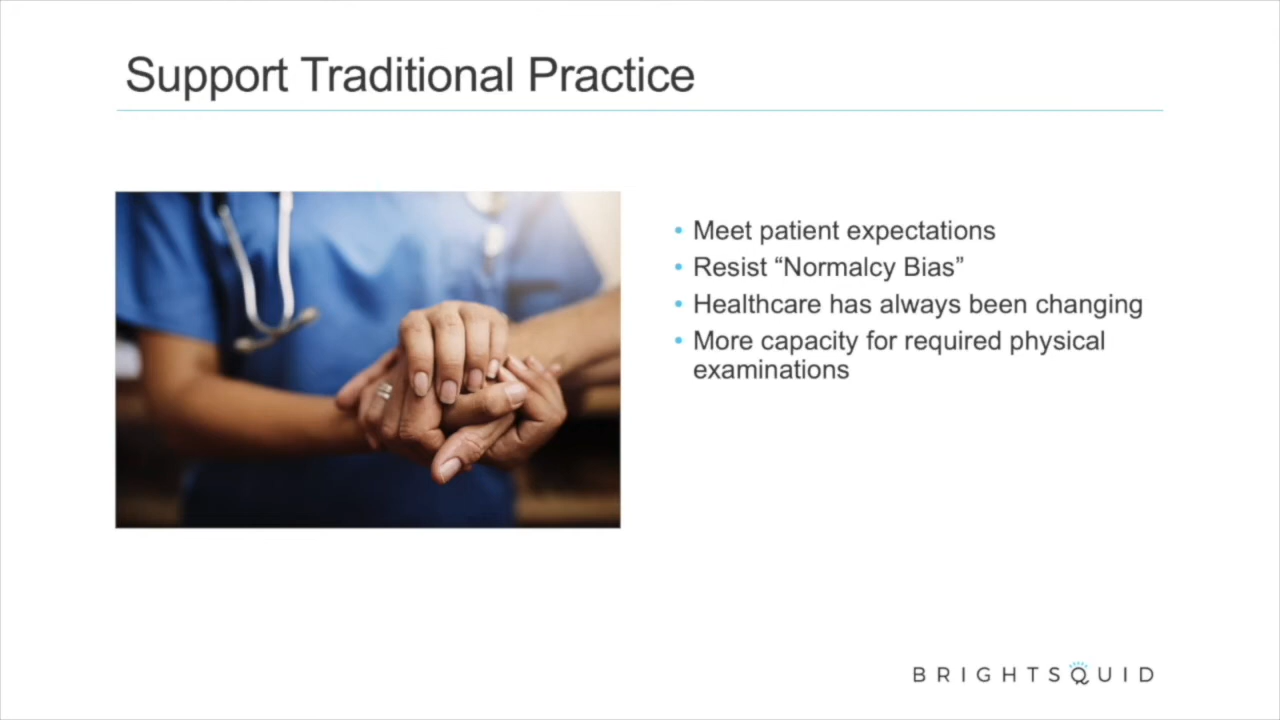 Support Traditional Practice
• Meet patient expectations
• Resist “Normalcy Bias”
• Healthcare has always been changing
• More capacity for required physical
examinations
BRIGHTSQUID